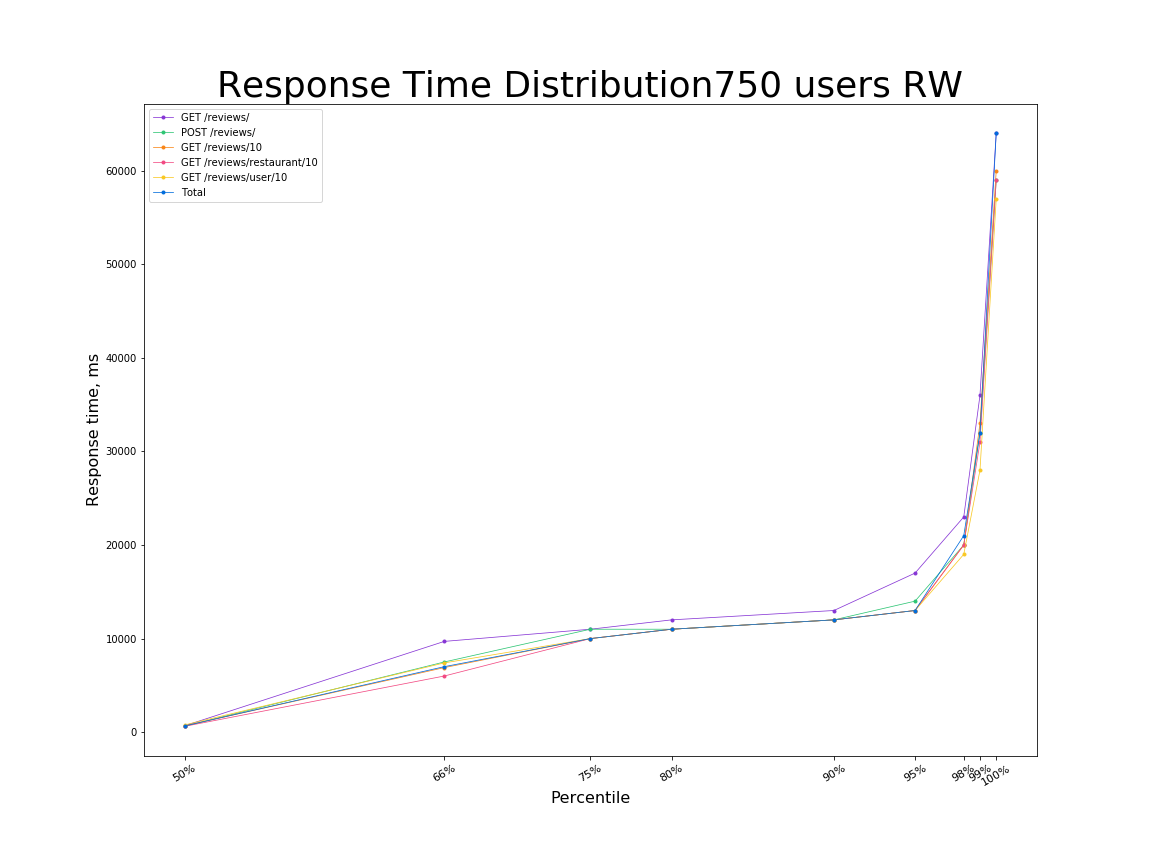 Response Time Distribution750 users RW
GET /reviews/
POST /reviews/
GET /reviews/10
GET /reviews/restaurant/10
GET /reviews/user/10
Total
60000
50000
40000
30000
20000
10000
0
Response time, ms
50%
66%
75%
80%
90%
95%
98%
99%
100%
Percentile